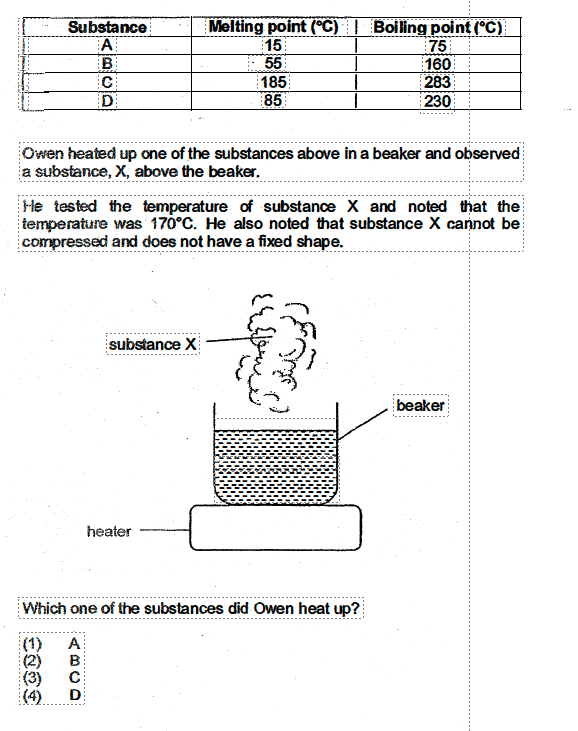 Substance Melting point (°C) Boiling point (°C)
A 15 75
B 55 160
C 185 283
D 85 230
Owen heated up one of the substances above in a beaker and observed
a substance, X, above the beaker.
He tested the temperature of substance X and noted that the
temperature was 170°C. He also noted that substance X cannot be
compressed and does not have a fixed shape.
substance X
beaker
heater
Which one of the substances did Owen heat up?
(1) A
(2) B
(3) C
(4) D